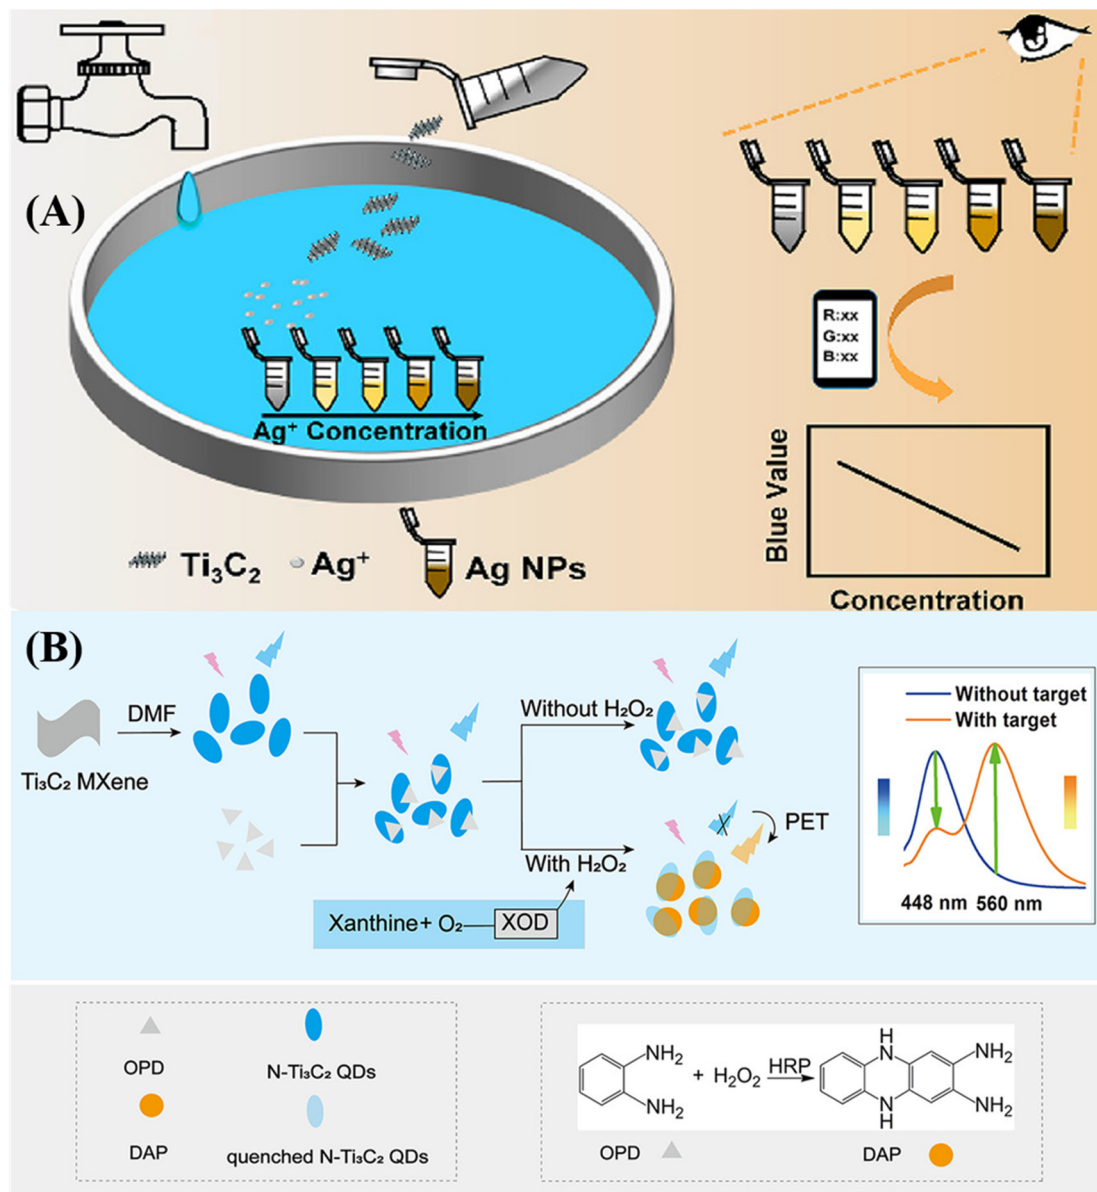 (A)
R:xx
G:xx
B:xx
Ag⁺ Concentration
Blue Value
Concentration
Ti₃C₂
Ag⁺
Ag NPs
(B)
Ti₃C₂ MXene
DMF
Without H₂O₂
With H₂O₂
Xanthine+ O₂
XOD
PET
Without target
With target
448 nm
560 nm
OPD
N-Ti₃C₂ QDs
DAP
quenched N-Ti₃C₂ QDs
NH₂
NH₂
+ H₂O₂
HRP
H
N
N
H
NH₂
NH₂
OPD
DAP